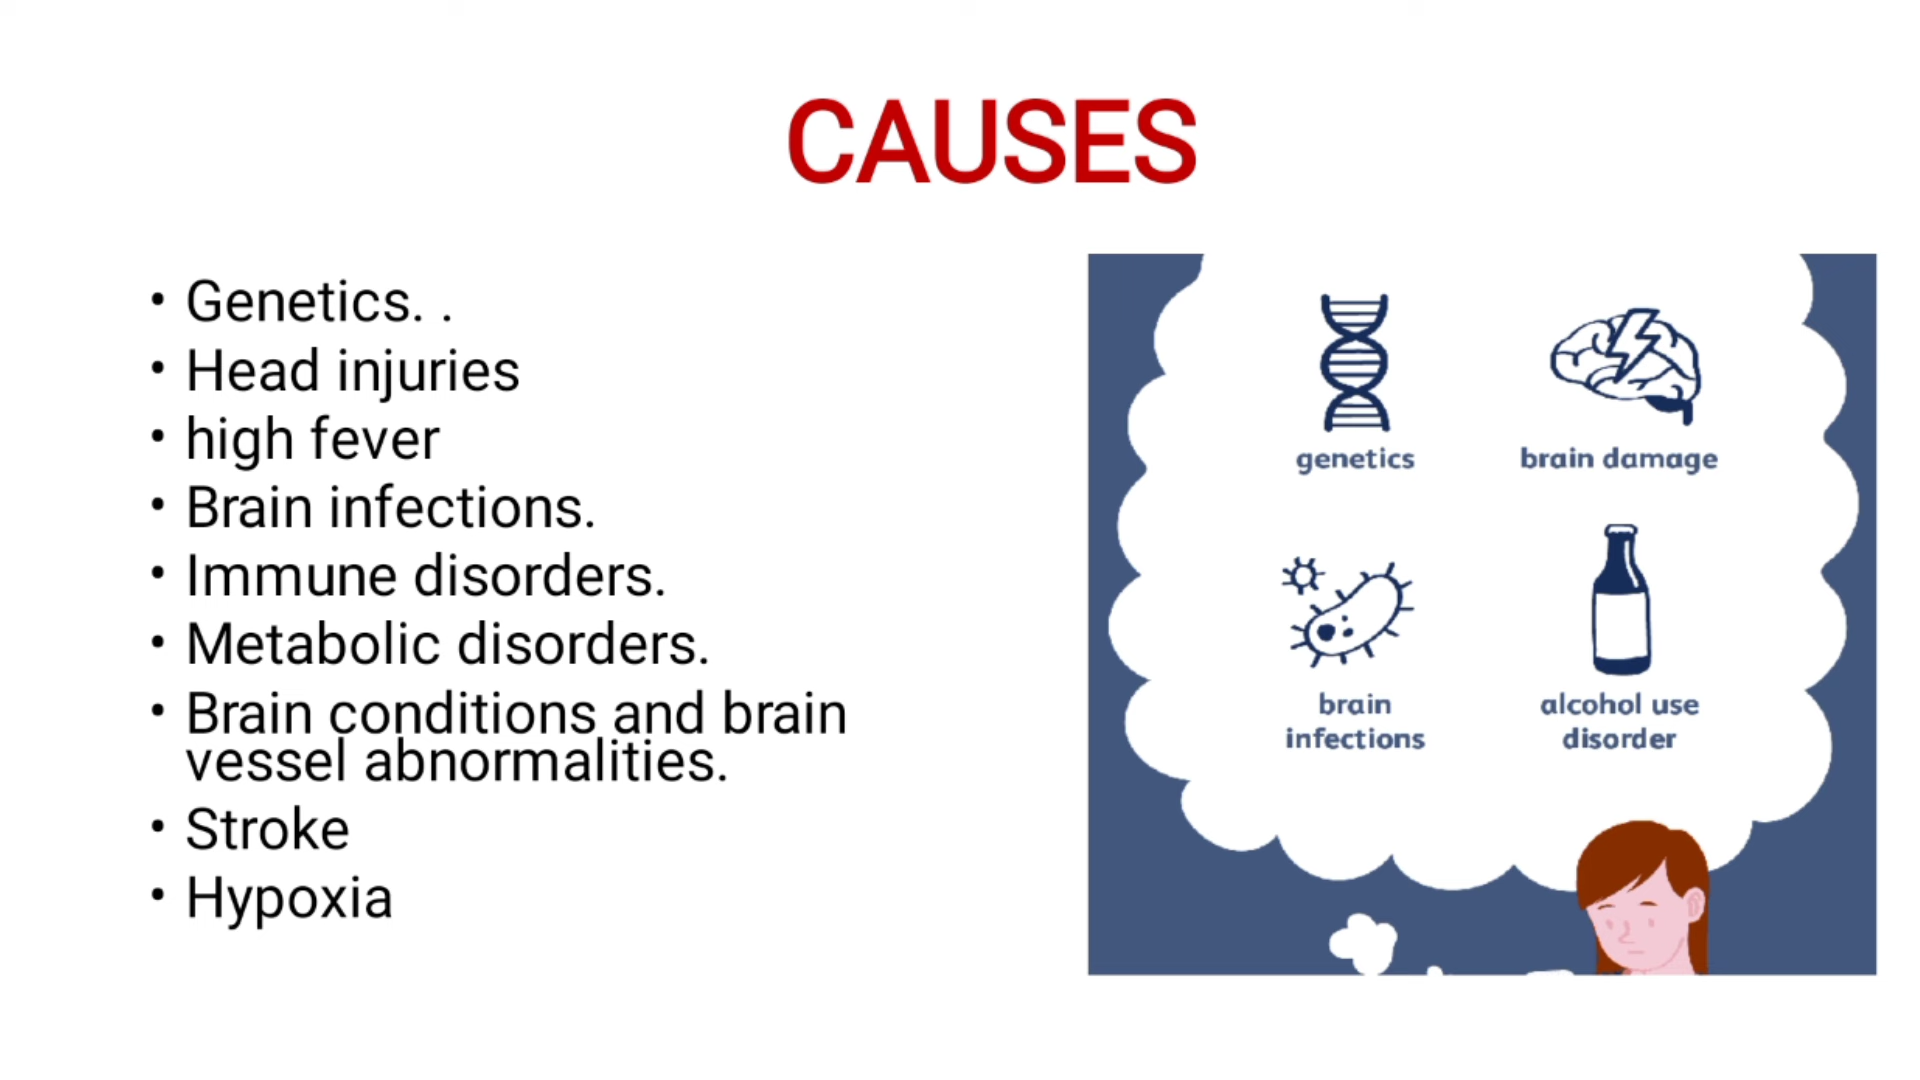 CAUSES
• Genetics. .
• Head injuries
• high fever
• Brain infections.
• Immune disorders.
• Metabolic disorders.
• Brain conditions and brain
vessel abnormalities.
• Stroke
• Hypoxia
genetics
brain damage
brain
infections
alcohol use
disorder